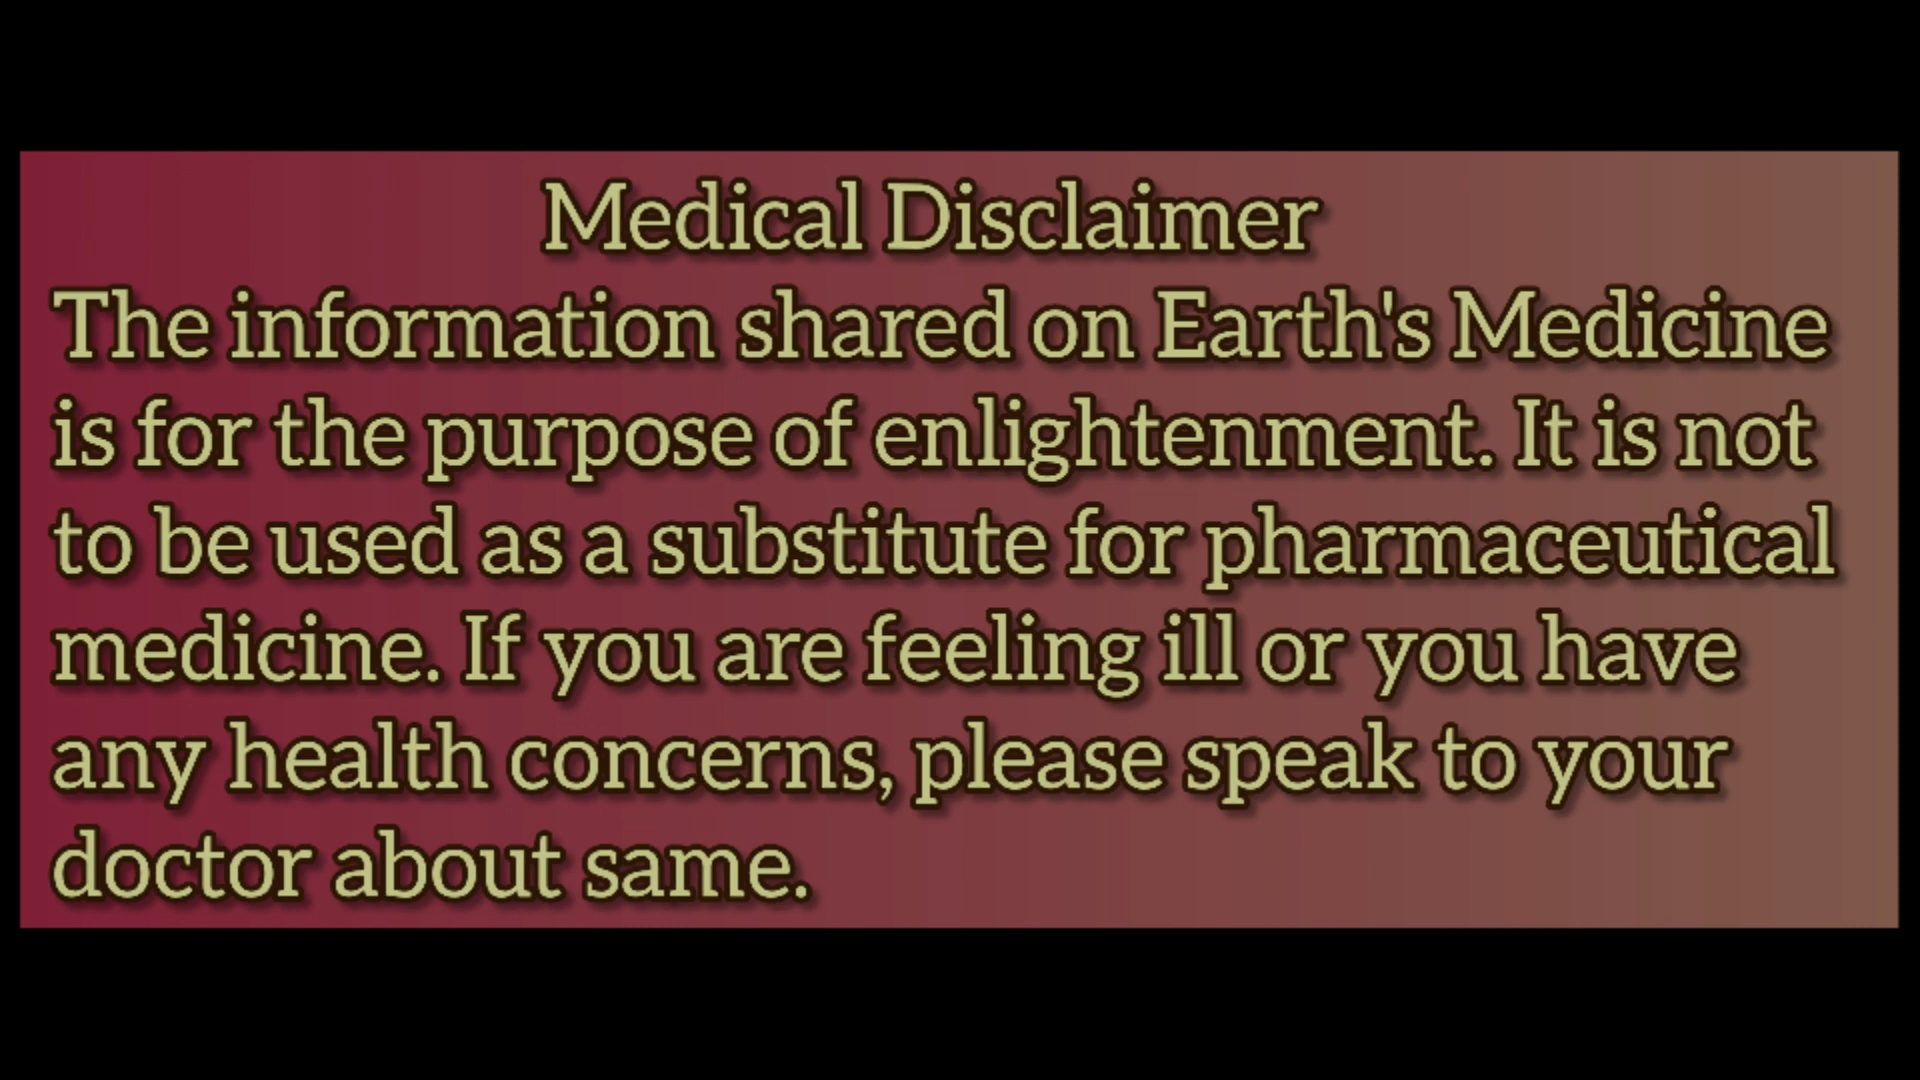 Medical Disclaimer
The information shared on Earth's Medicine
is for the purpose of enlightenment. It is not
to be used as a substitute for pharmaceutical
medicine. If you are feeling ill or you have
any health concerns, please speak to your
doctor about same.